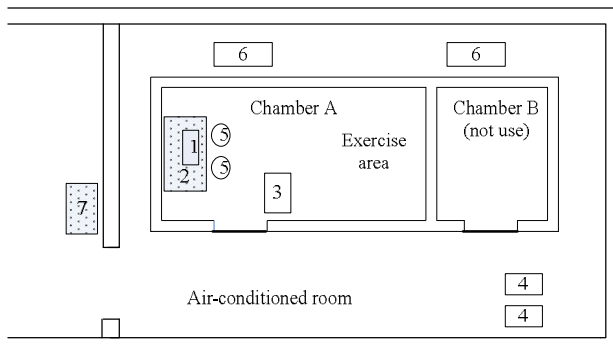 6
6
Chamber A
Chamber B
(not use)
5
1
Exercise
area
5
2
3
7
4
Air-conditioned room
4